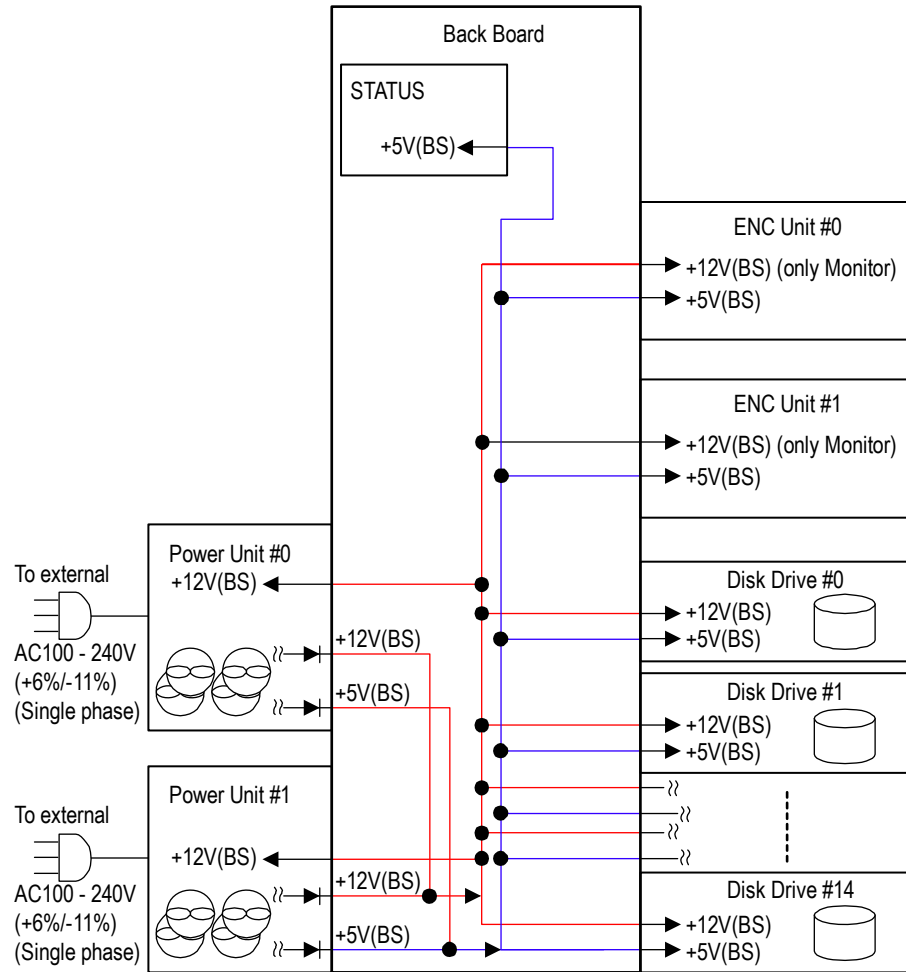 Back Board
STATUS
+5V(BS)
ENC Unit #0
+12V(BS) (only Monitor)
+5V(BS)
ENC Unit #1
+12V(BS) (only Monitor)
+5V(BS)
Power Unit #0
+12V(BS)
To external
AC100 - 240V
(+6%/-11%)
(Single phase)
+12V(BS)
+5V(BS)
Disk Drive #0
+12V(BS)
+5V(BS)
Disk Drive #1
+12V(BS)
+5V(BS)
Power Unit #1
+12V(BS)
To external
AC100 - 240V
(+6%/-11%)
(Single phase)
+12V(BS)
+5V(BS)
Disk Drive #14
+12V(BS)
+5V(BS)